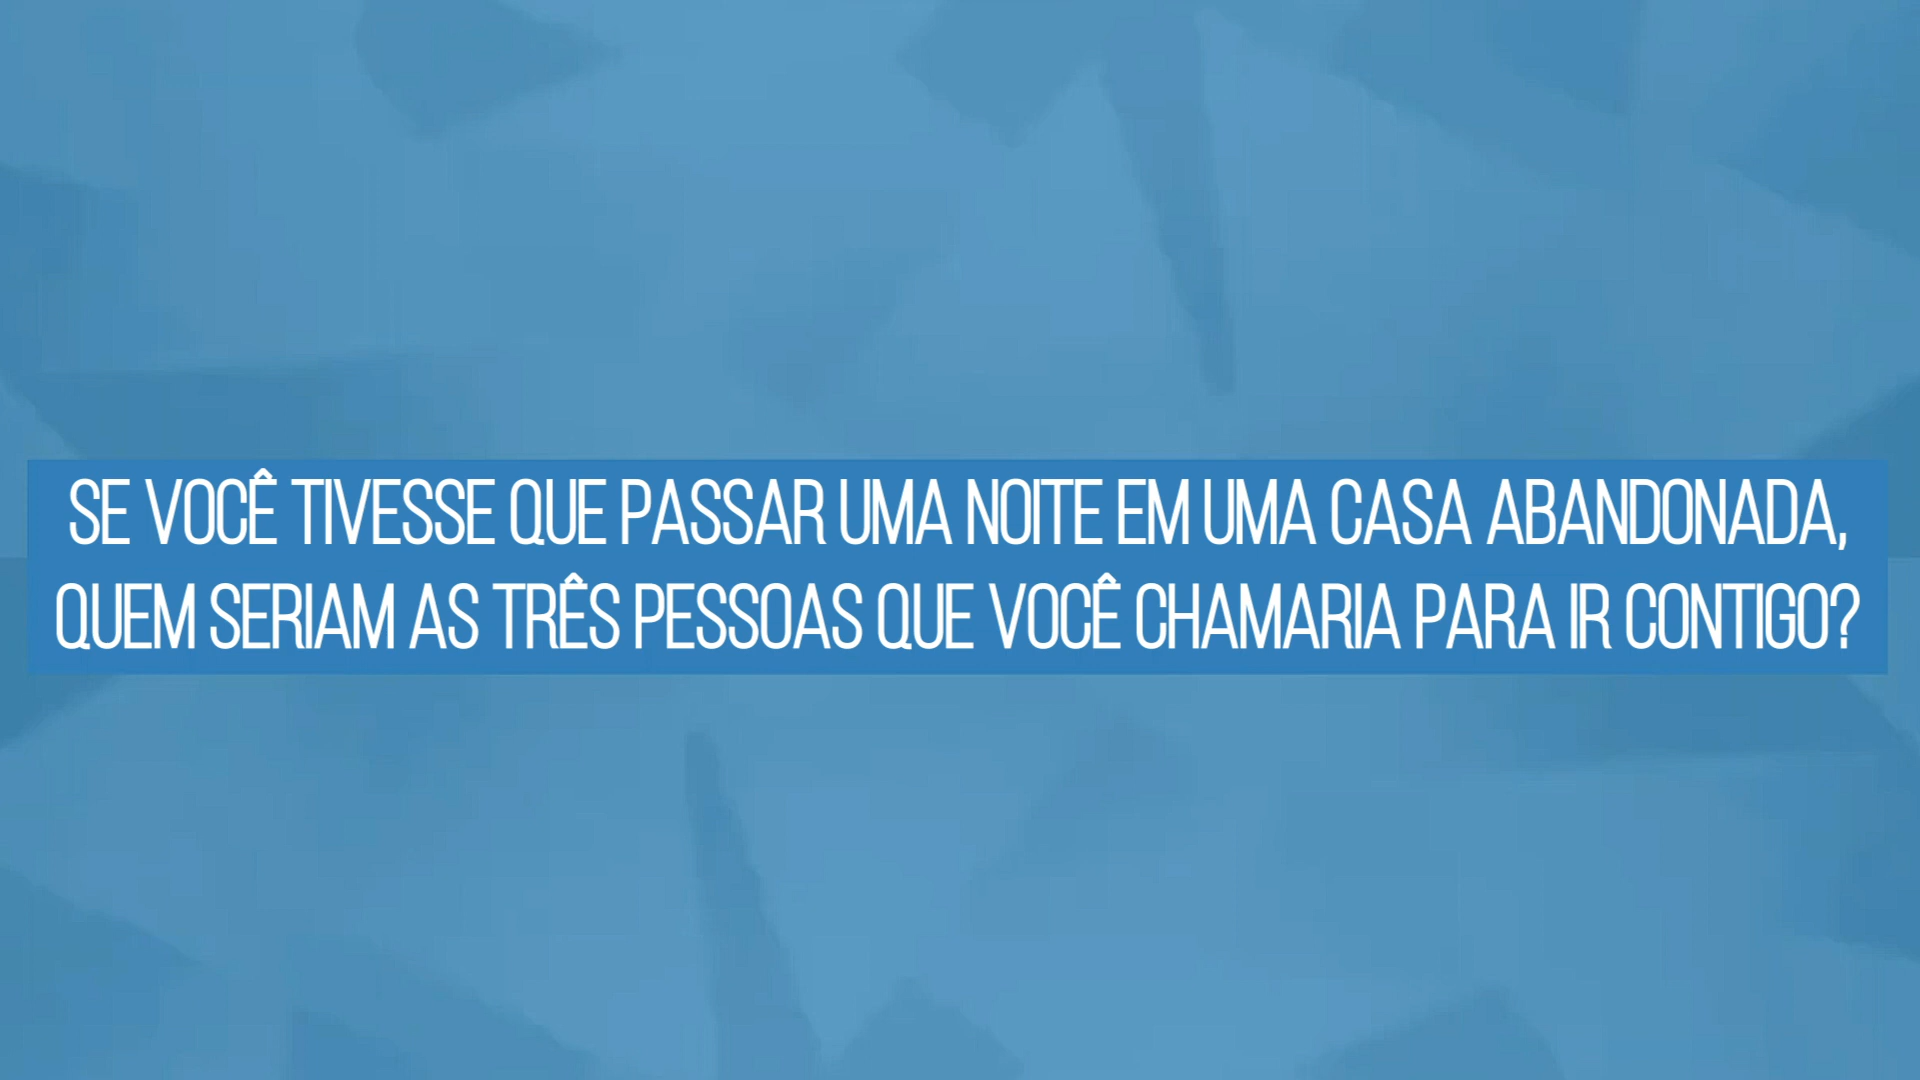 SE VOCÊ TIVESSE QUE PASSAR UMA NOITE EM UMA CASA ABANDONADA,
QUEM SERIAM AS TRÊS PESSOAS QUE VOCÊ CHAMARIA PARA IR CONTIGO?